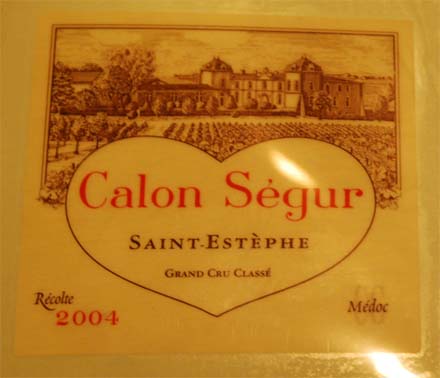 Calon Ségur
SAINT-ESTÈPHE
GRAND CRU CLASSÉ
Récolte
2004
Médoc